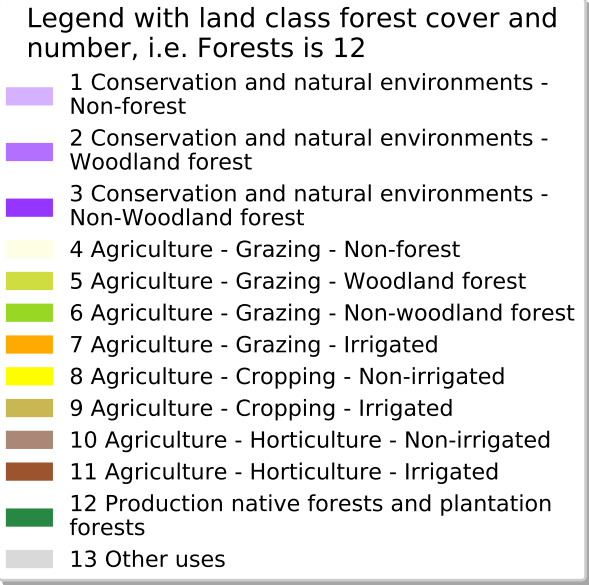 Legend with land class forest cover and
number, i.e. Forests is 12
1 Conservation and natural environments -
Non-forest
2 Conservation and natural environments -
Woodland forest
3 Conservation and natural environments -
Non-Woodland forest
4 Agriculture - Grazing - Non-forest
5 Agriculture - Grazing - Woodland forest
6 Agriculture - Grazing - Non-woodland forest
7 Agriculture - Grazing - Irrigated
8 Agriculture - Cropping - Non-irrigated
9 Agriculture - Cropping - Irrigated
10 Agriculture - Horticulture - Non-irrigated
11 Agriculture - Horticulture - Irrigated
12 Production native forests and plantation
forests
13 Other uses